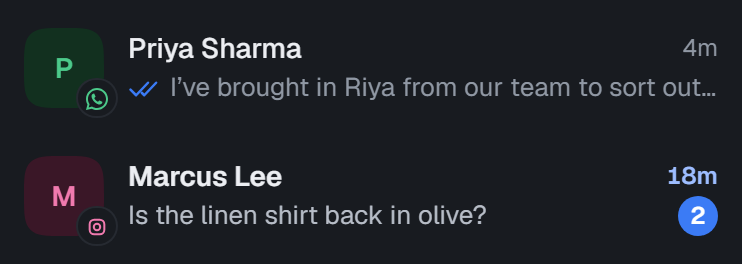 P
Priya Sharma
4m
I’ve brought in Riya from our team to sort out…
M
Marcus Lee
18m
Is the linen shirt back in olive?
2